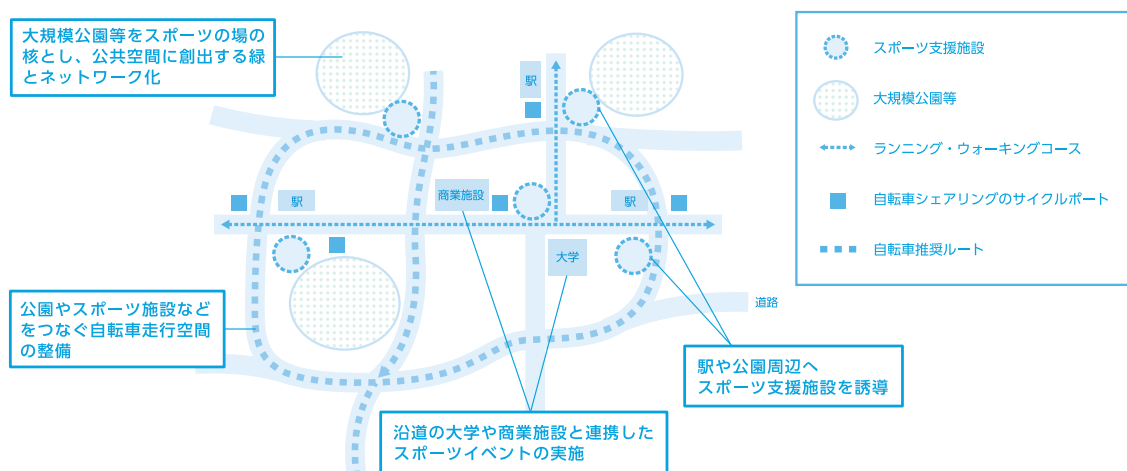 大規模公園等をスポーツの場の
核とし、公共空間に創出する緑
とネットワーク化
駅
商業施設
駅
駅
大学
道路
公園やスポーツ施設など
をつなぐ自転車走行空間
の整備
駅や公園周辺へ
スポーツ支援施設を誘導
沿道の大学や商業施設と連携した
スポーツイベントの実施
スポーツ支援施設
大規模公園等
ランニング・ウォーキングコース
自転車シェアリングのサイクルポート
自転車推奨ルート